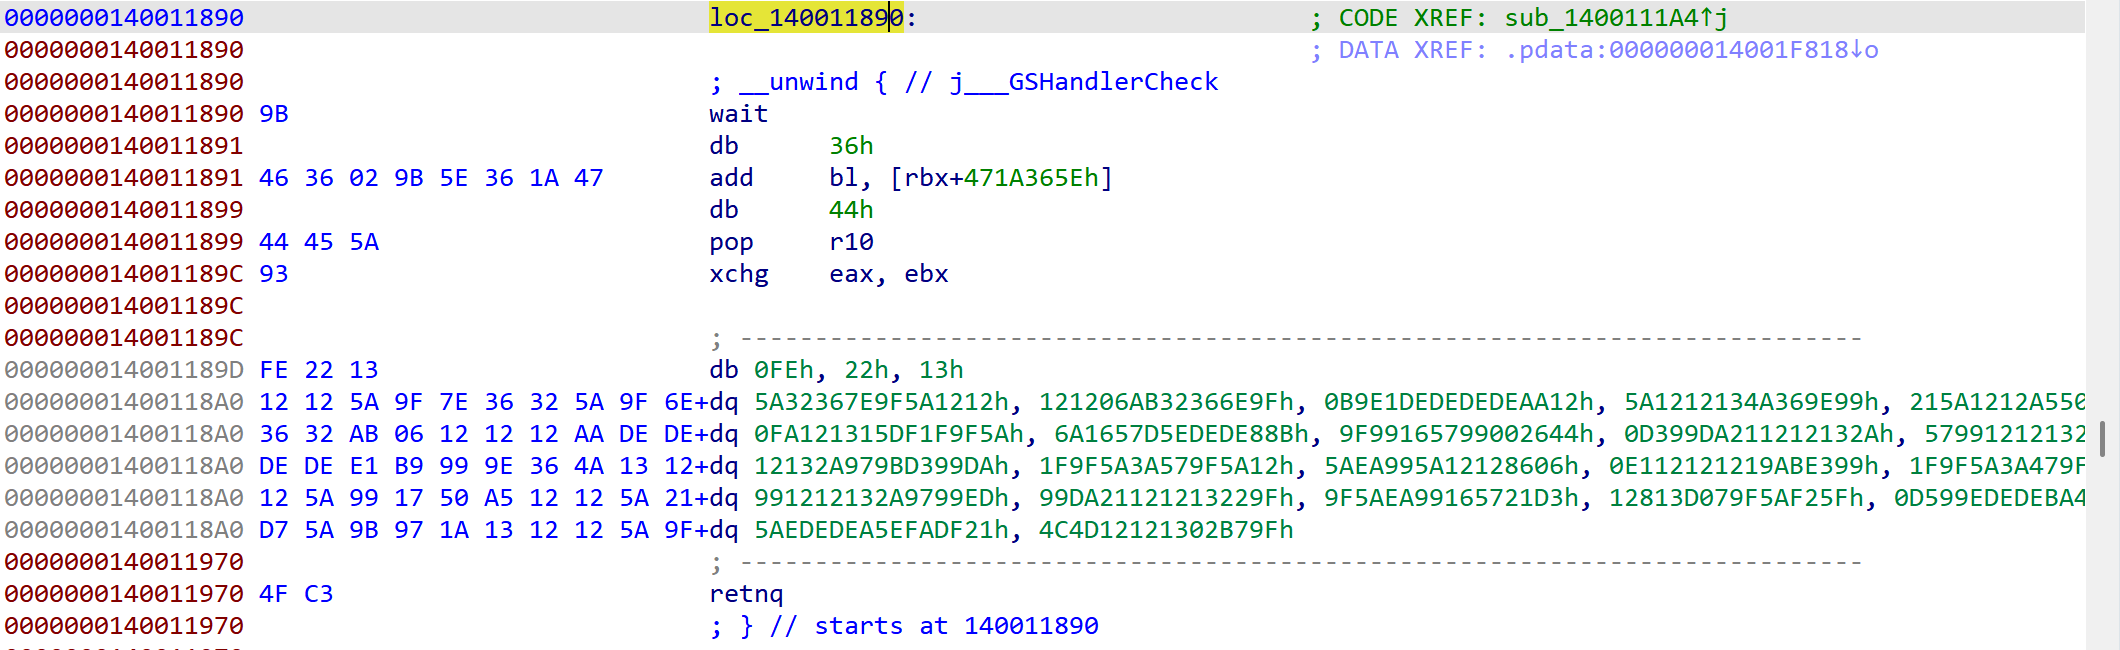 0000000140011890 loc_140011890: ; CODE XREF: sub_1400111A4↑j
0000000140011890 ; DATA XREF: .pdata:000000014001F818↓o
0000000140011890 ; __unwind { // j___GSHandlerCheck
0000000140011890 9B wait
0000000140011891 db 36h
0000000140011891 46 36 02 9B 5E 36 1A 47 add bl, [rbx+471A365Eh]
0000000140011899 db 44h
0000000140011899 44 45 5A pop r10
000000014001189C 93 xchg eax, ebx
000000014001189C
000000014001189C ; ---------------------------------------------------------------------------
000000014001189D FE 22 13 db 0FEh, 22h, 13h
00000001400118A0 12 12 5A 9F 7E 36 32 5A 9F 6E+dq 5A32367E9F5A1212h, 121206AB32366E9Fh, 0B9E1DEDEDEDEAA12h, 5A1212134A369E99h, 215A1212A550
00000001400118A0 36 32 AB 06 12 12 12 AA DE DE+dq 0FA121315DF1F9F5Ah, 6A1657D5EDEDE88Bh, 9F99165799002644h, 0D399DA211212132Ah, 57991212132
00000001400118A0 DE DE E1 B9 99 9E 36 4A 13 12+dq 12132A979BD399DAh, 1F9F5A3A579F5A12h, 5AEA995A12128606h, 0E112121219ABE399h, 1F9F5A3A479F
00000001400118A0 12 5A 99 17 50 A5 12 12 5A 21+dq 991212132A9799EDh, 99DA21121213229Fh, 9F5AEA99165721D3h, 12813D079F5AF25Fh, 0D599EDEDEBA4
00000001400118A0 D7 5A 9B 97 1A 13 12 12 5A 9F+dq 5AEDEDEA5EFADF21h, 4C4D12121302B79Fh
0000000140011970 ; ---------------------------------------------------------------------------
0000000140011970 4F C3 retnq
0000000140011970 ; } // starts at 140011890